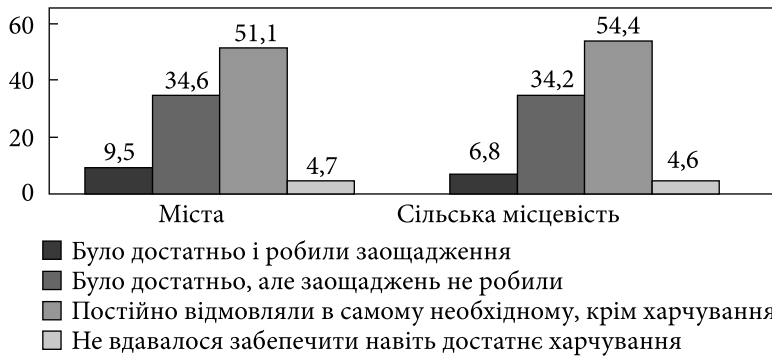 60
51,1
54,4
40
34,6
34,2
20
9,5
6,8
4,7
4,6
0
Міста
Сільська місцевість
Було достатньо і робили заощадження
Було достатньо, але заощаджень не робили
Постійно відмовляли в самому необхідному, крім харчування
Не вдавалося забепечити навіть достатнє харчування